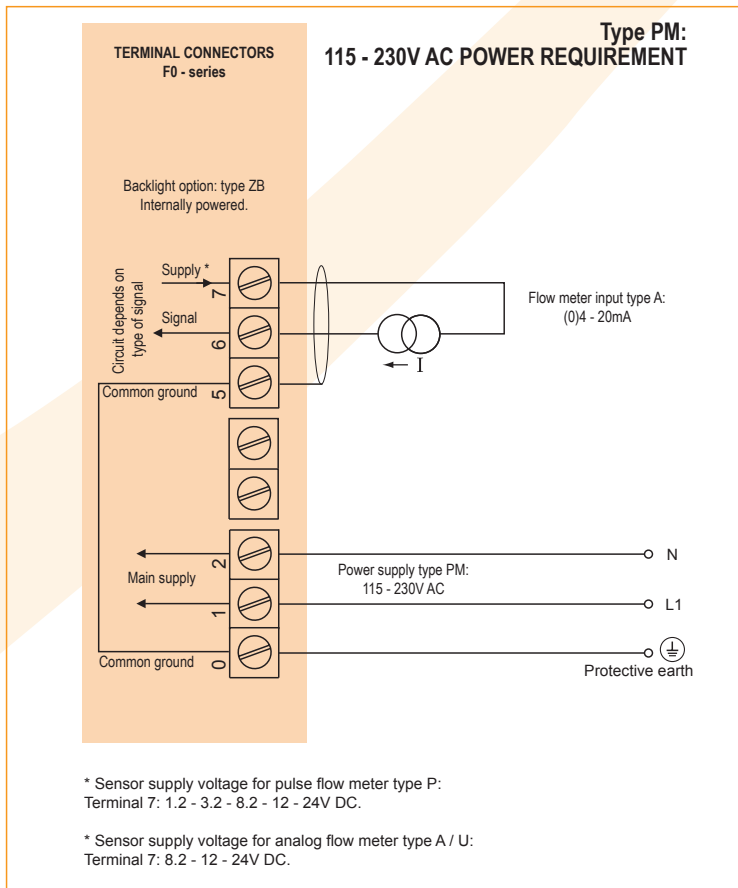 Type PM:
115 - 230V AC POWER REQUIREMENT
TERMINAL CONNECTORS
F0 - series
Backlight option: type ZB
Internally powered.
Circuit depends on
type of signal
Supply *
7
Signal
6
Common ground
5
Flow meter input type A:
(0)4 - 20mA
I
2
N
Main supply
Power supply type PM:
115 - 230V AC
1
L1
Common ground
0
Protective earth
* Sensor supply voltage for pulse flow meter type P:
Terminal 7: 1.2 - 3.2 - 8.2 - 12 - 24V DC.
* Sensor supply voltage for analog flow meter type A / U:
Terminal 7: 8.2 - 12 - 24V DC.